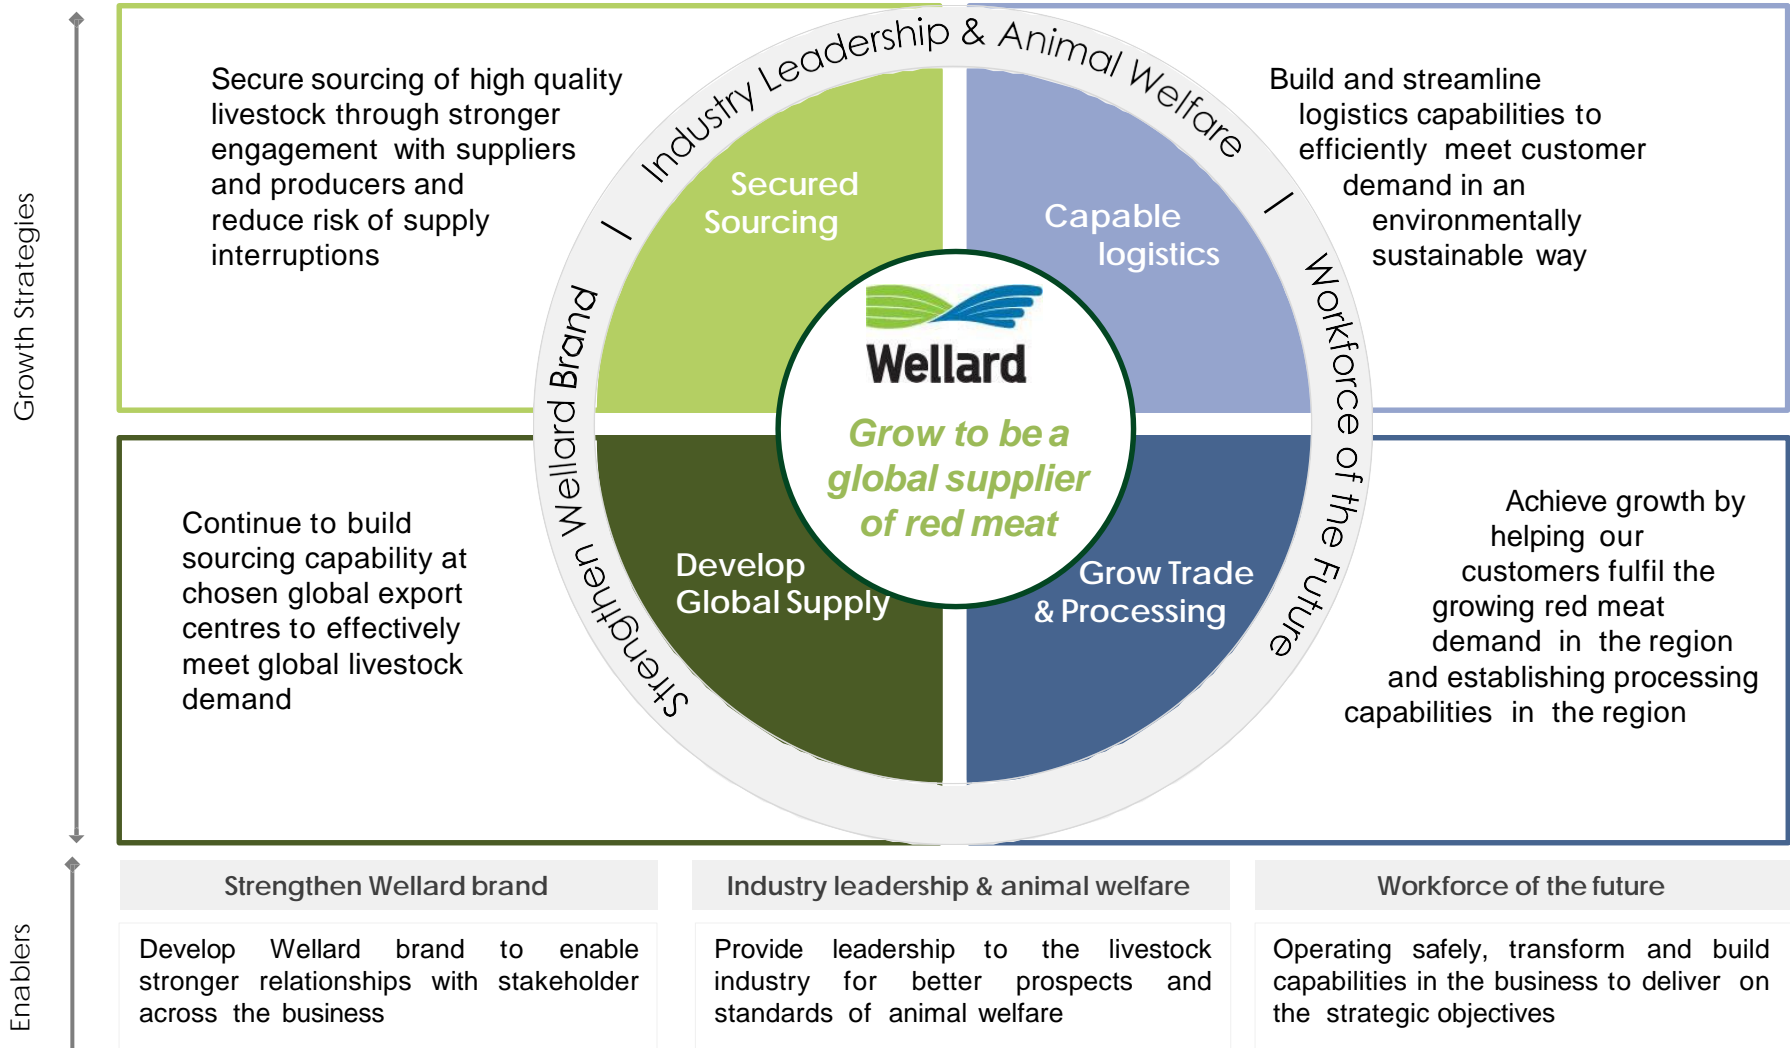 Growth Strategies
Secure sourcing of high quality
livestock through stronger
engagement with suppliers
and producers and
reduce risk of supply
interruptions
Strengthen Wellard Brand | Industry Leadership & Animal Welfare | Workforce of the Future
Secured
Sourcing
Capable
logistics
Build and streamline
logistics capabilities to
efficiently meet customer
demand in an
environmentally
sustainable way
Wellard
Grow to be a
global supplier
of red meat
Continue to build
sourcing capability at
chosen global export
centres to effectively
meet global livestock
demand
Develop
Global Supply
Grow Trade
& Processing
Achieve growth by
helping our
customers fulfil the
growing red meat
demand in the region
and establishing processing
capabilities in the region
Enablers
Strengthen Wellard brand
Develop Wellard brand to enable
stronger relationships with stakeholder
across the business
Industry leadership & animal welfare
Provide leadership to the livestock
industry for better prospects and
standards of animal welfare
Workforce of the future
Operating safely, transform and build
capabilities in the business to deliver on
the strategic objectives